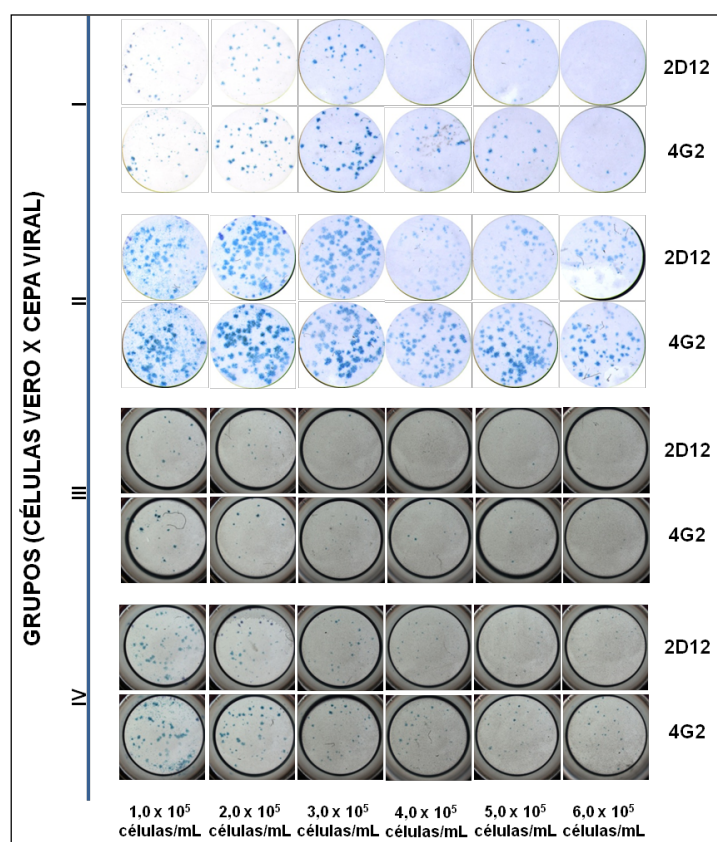 GRUPOS (CÉLULAS VERO X CEPA VIRAL)
I
2D12
4G2
II
2D12
4G2
III
2D12
4G2
IV
2D12
4G2
1,0 x 10⁵ 2,0 x 10⁵ 3,0 x 10⁵ 4,0 x 10⁵ 5,0 x 10⁵ 6,0 x 10⁵
células/mL células/mL células/mL células/mL células/mL células/mL